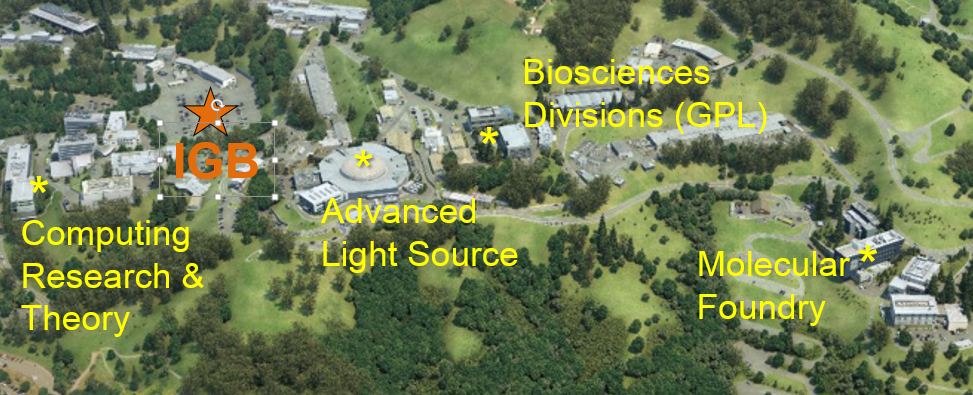 Biosciences
Divisions (GPL)
IGB
*
*
*
Advanced
Light Source
Computing
Research &
Theory
Molecular *
Foundry